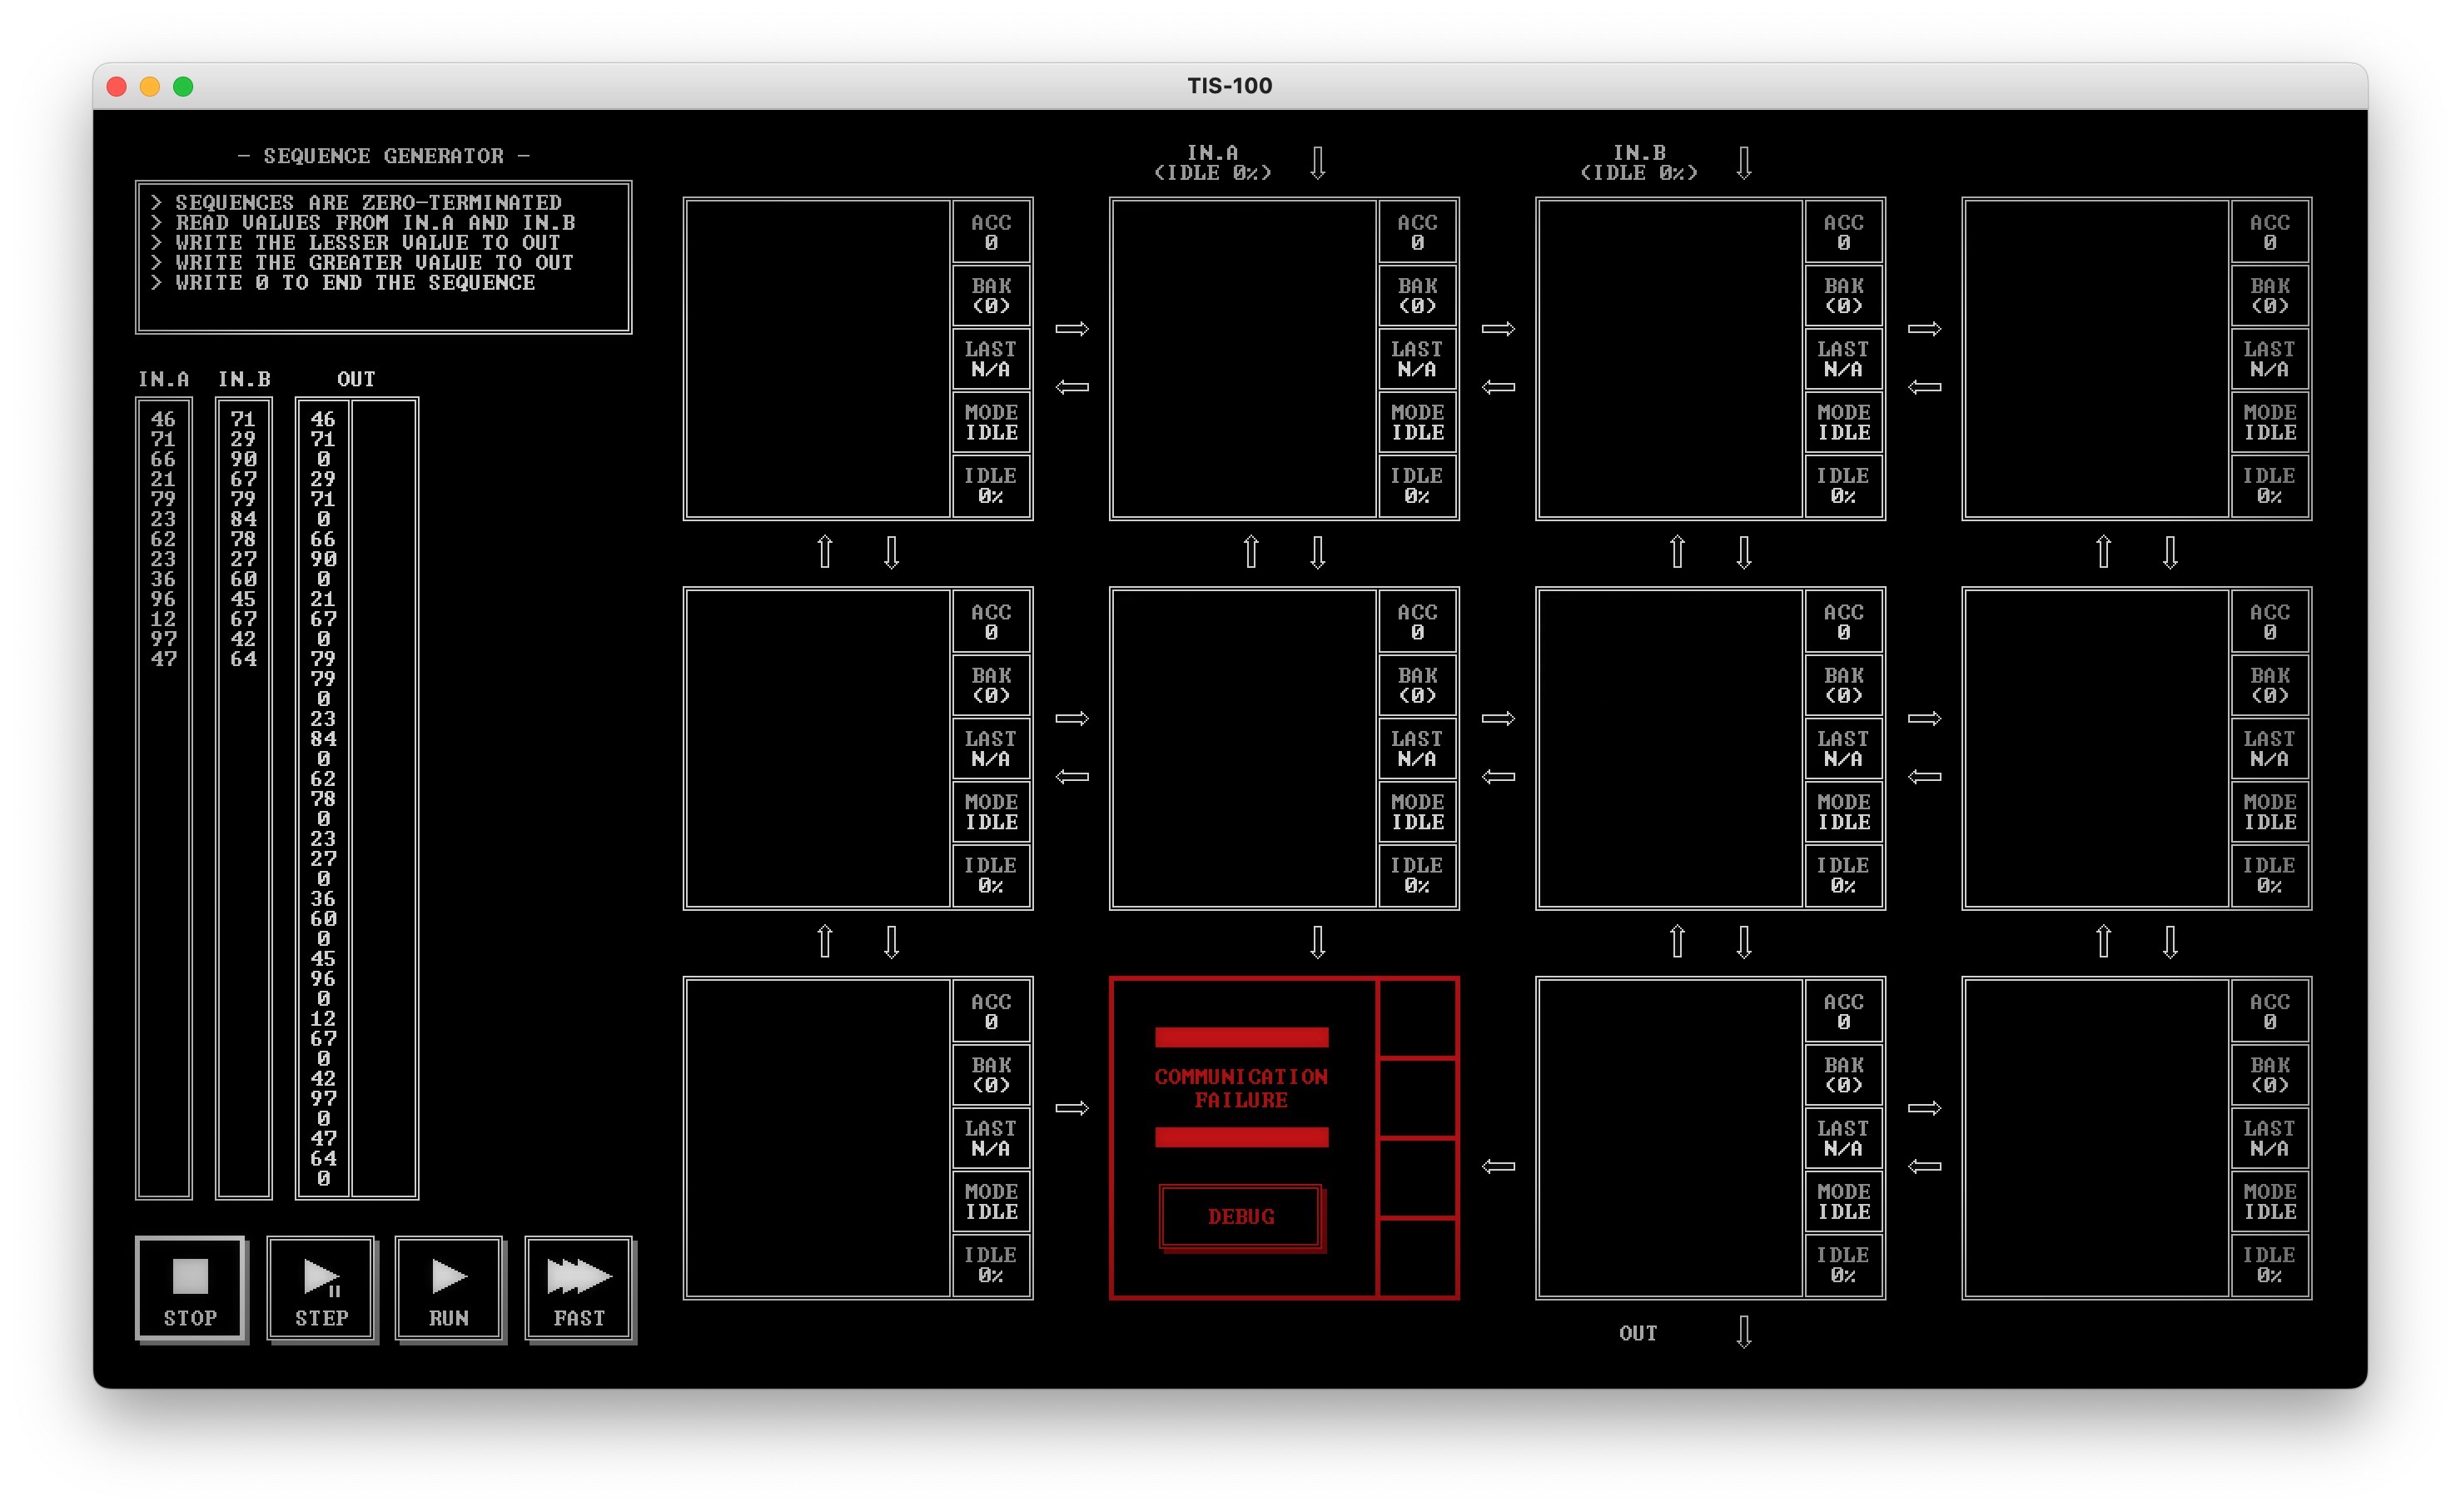 TIS-100
- SEQUENCE GENERATOR -
> SEQUENCES ARE ZERO-TERMINATED
> READ VALUES FROM IN.A AND IN.B
> WRITE THE LESSER VALUE TO OUT
> WRITE THE GREATER VALUE TO OUT
> WRITE 0 TO END THE SEQUENCE
IN.A IN.B OUT
46 71 46
71 29 71
66 90 0
21 67 29
79 79 71
23 84 0
62 78 66
23 27 90
36 60 0
96 45 21
12 67 67
97 42 0
47 64 79
79
0
23
84
0
62
78
0
23
27
0
36
60
0
45
96
0
12
67
0
42
97
0
47
64
0
STOP STEP RUN FAST
IN.A
(IDLE 0%)
IN.B
(IDLE 0%)
ACC ACC ACC ACC
0 0 0 0
BAK BAK BAK BAK
(0) (0) (0) (0)
LAST LAST LAST LAST
N/A N/A N/A N/A
MODE MODE MODE MODE
IDLE IDLE IDLE IDLE
IDLE IDLE IDLE IDLE
0% 0% 0% 0%
ACC ACC ACC ACC
0 0 0 0
BAK BAK BAK BAK
(0) (0) (0) (0)
LAST LAST LAST LAST
N/A N/A N/A N/A
MODE MODE MODE MODE
IDLE IDLE IDLE IDLE
IDLE IDLE IDLE IDLE
0% 0% 0% 0%
ACC ACC ACC
0 0 0
BAK BAK BAK
(0) (0) (0)
LAST LAST LAST
N/A N/A N/A
MODE MODE MODE
IDLE IDLE IDLE
IDLE IDLE IDLE
0% 0% 0%
COMMUNICATION
FAILURE
DEBUG
OUT